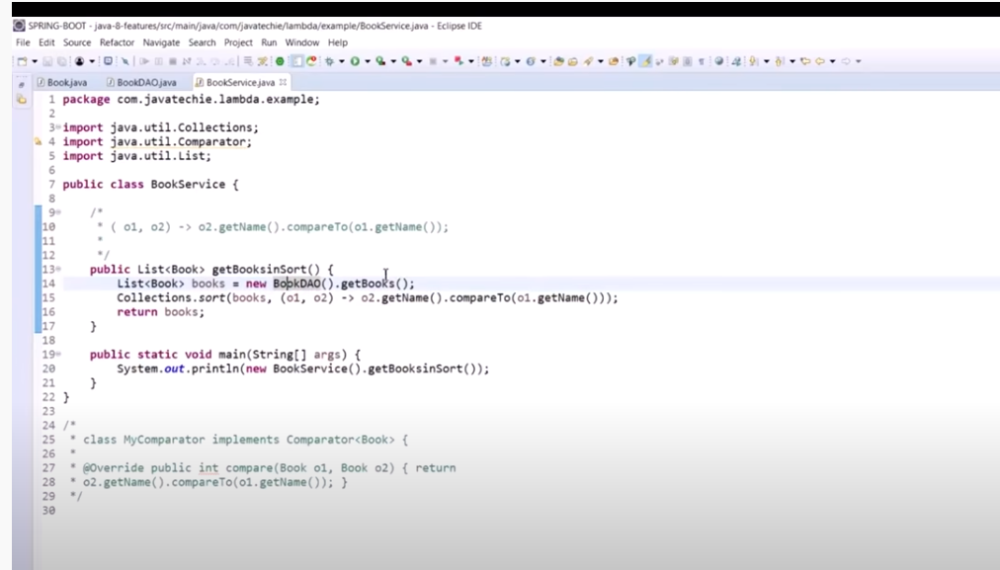 SPRING-BOOT - java-8-features/src/main/java/com/javatechie/lambda/example/BookService.java - Eclipse IDE
File Edit Source Refactor Navigate Search Project Run Window Help
Book.java BookDAO.java BookService.java
1 package com.javatechie.lambda.example;
2
3 import java.util.Collections;
4 import java.util.Comparator;
5 import java.util.List;
6
7 public class BookService {
8
9 /*
10 * ( o1, o2) -> o2.getName().compareTo(o1.getName());
11 *
12 */
13 public List<Book> getBooksinSort() {
14 List<Book> books = new BookDAO().getBooks();
15 Collections.sort(books, (o1, o2) -> o2.getName().compareTo(o1.getName()));
16 return books;
17 }
18
19 public static void main(String[] args) {
20 System.out.println(new BookService().getBooksinSort());
21 }
22 }
23
24 /*
25 * class MyComparator implements Comparator<Book> {
26 *
27 * @Override public int compare(Book o1, Book o2) { return
28 * o2.getName().compareTo(o1.getName()); }
29 */
30